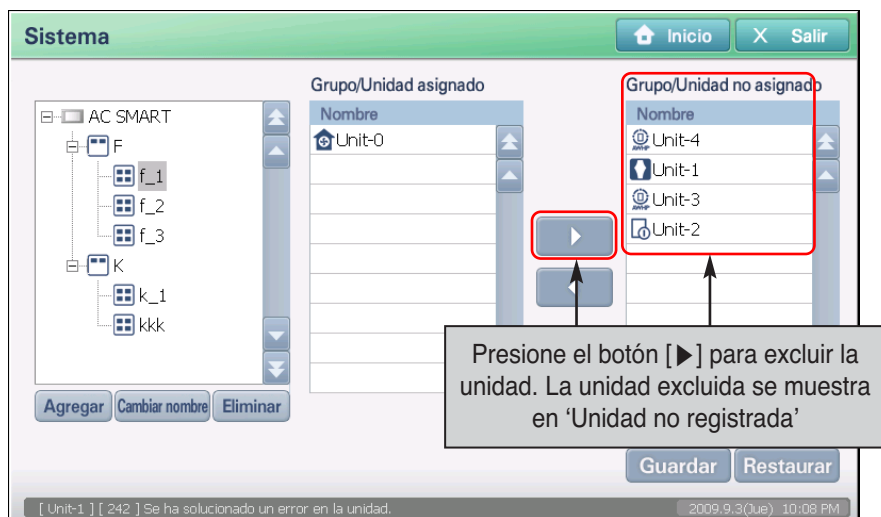 Sistema
Inicio
X Salir
Grupo/Unidad asignado
Grupo/Unidad no asignado
Nombre
Nombre
AC SMART
F
f_1
f_2
f_3
K
k_1
kkk
Unit-0
Unit-4
Unit-1
Unit-3
Unit-2
Presione el botón [▶] para excluir la
unidad. La unidad excluida se muestra
en ‘Unidad no registrada’
Agregar
Cambiar nombre
Eliminar
Guardar
Restaurar
[ Unit-1 ] [ 242 ] Se ha solucionado un error en la unidad.
2009.9.3(Jue) 10:08 PM